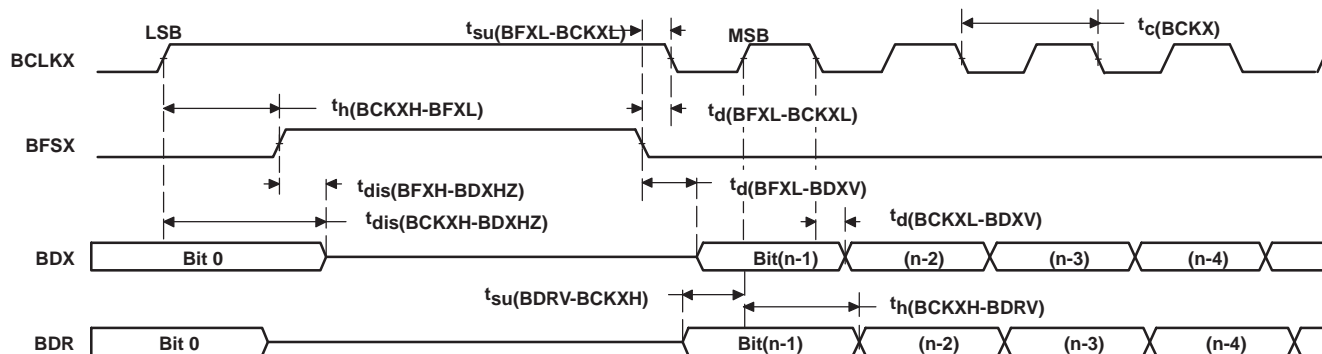 LSB
tsu(BFXL-BCKXL)
MSB
tc(BCKX)
BCLKX
th(BCKXH-BFXL)
td(BFXL-BCKXL)
BFSX
tdis(BFXH-BDXHZ)
td(BFXL-BDXV)
tdis(BCKXH-BDXHZ)
td(BCKXL-BDXV)
BDX Bit 0 Bit(n-1) (n-2) (n-3) (n-4)
tsu(BDRV-BCKXH)
th(BCKXH-BDRV)
BDR Bit 0 Bit(n-1) (n-2) (n-3) (n-4)